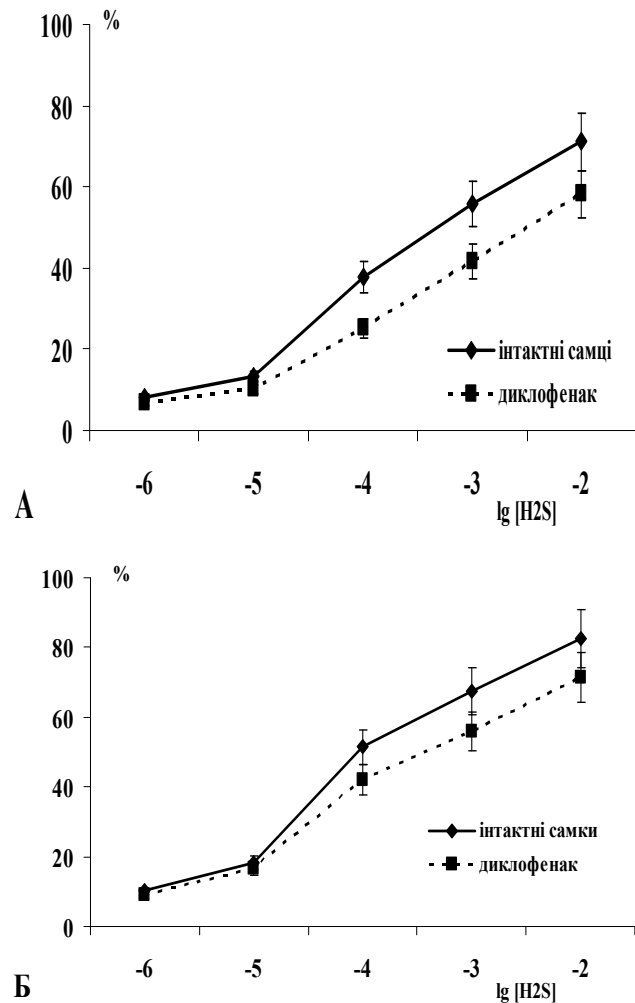 %
100
80
60
40
20
0
інтактні самці
диклофенак
-6 -5 -4 -3 -2
А
lg [H2S]
%
100
80
60
40
20
0
інтактні самки
диклофенак
-6 -5 -4 -3 -2
Б
lg [H2S]